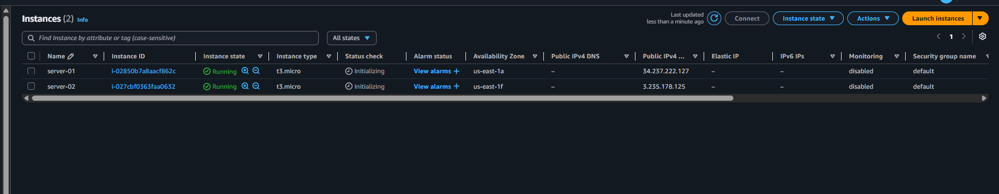 Instances (2) Info
Last updated
less than a minute ago
Connect
Instance state
Actions
Launch instances
Find Instance by attribute or tag (case-sensitive)
All states
1
Name Instance ID Instance state Instance type Status check Alarm status Availability Zone Public IPv4 DNS Public IPv4 ... Elastic IP IPv6 IPs Monitoring Security group name
server-01 i-02850b7a8aacf862c Running t3.micro Initializing View alarms + us-east-1a – 34.237.222.127 – – disabled default
server-02 i-027cbf0363faa0632 Running t3.micro Initializing View alarms + us-east-1f – 3.235.178.125 – – disabled default